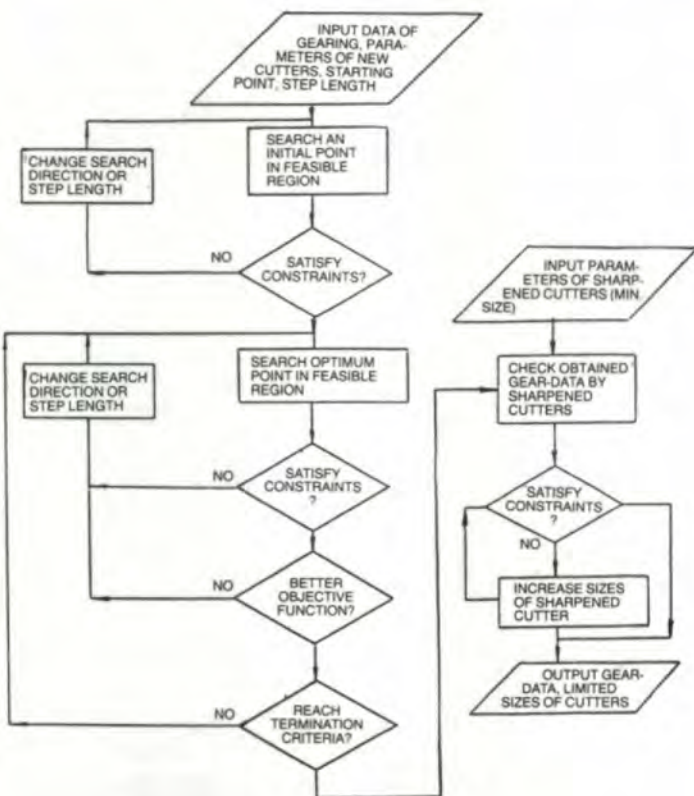 INPUT DATA OF
GEARING, PARA-
METERS OF NEW
CUTTERS, STARTING
POINT, STEP LENGTH
CHANGE SEARCH
DIRECTION OR
STEP LENGTH
SEARCH AN
INITIAL POINT
IN FEASIBLE
REGION
NO
SATISFY
CONSTRAINTS?
CHANGE SEARCH
DIRECTION OR
STEP LENGTH
SEARCH OPTIMUM
POINT IN FEASIBLE
REGION
NO
SATISFY
CONSTRAINTS
?
NO
BETTER
OBJECTIVE
FUNCTION?
NO
REACH
TERMINATION
CRITERIA?
INPUT PARAM-
ETERS OF SHARP-
ENED CUTTERS (MIN
SIZE)
CHECK OBTAINED
GEAR-DATA BY
SHARPENED
CUTTERS
SATISFY
CONSTRAINTS
?
NO
INCREASE SIZES
OF SHARPENED
CUTTER
OUTPUT GEAR-
DATA, LIMITED
SIZES OF CUTTERS